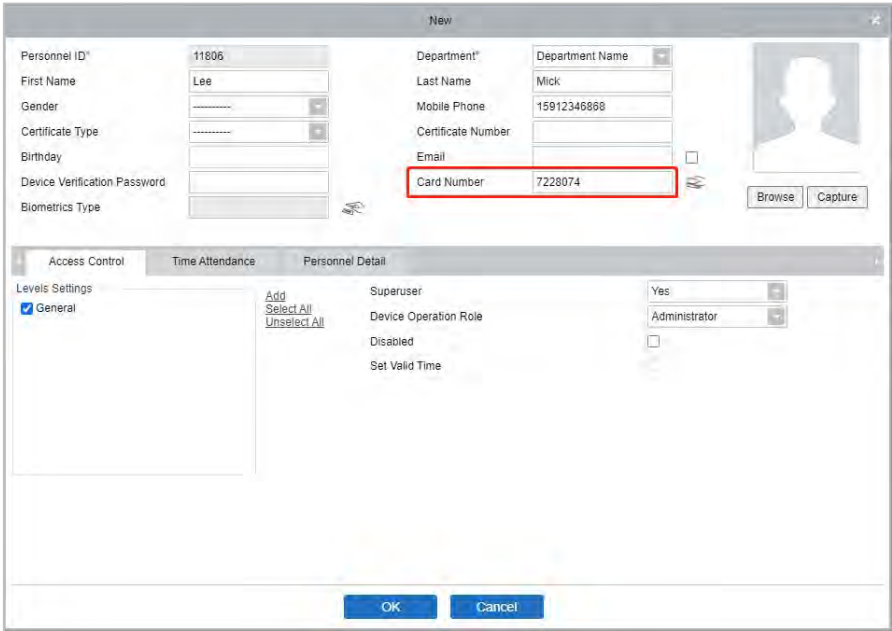 New
Personnel ID* 11806 Department* Department Name
First Name Lee Last Name Mick
Gender ---------- Mobile Phone 15912346868
Certificate Type ---------- Certificate Number
Birthday Email
Device Verification Password Card Number 7228074
Biometrics Type Browse Capture
Access Control Time Attendance Personnel Detail
Levels Settings
General
Add
Select All
Unselect All
Superuser Yes
Device Operation Role Administrator
Disabled
Set Valid Time
OK Cancel